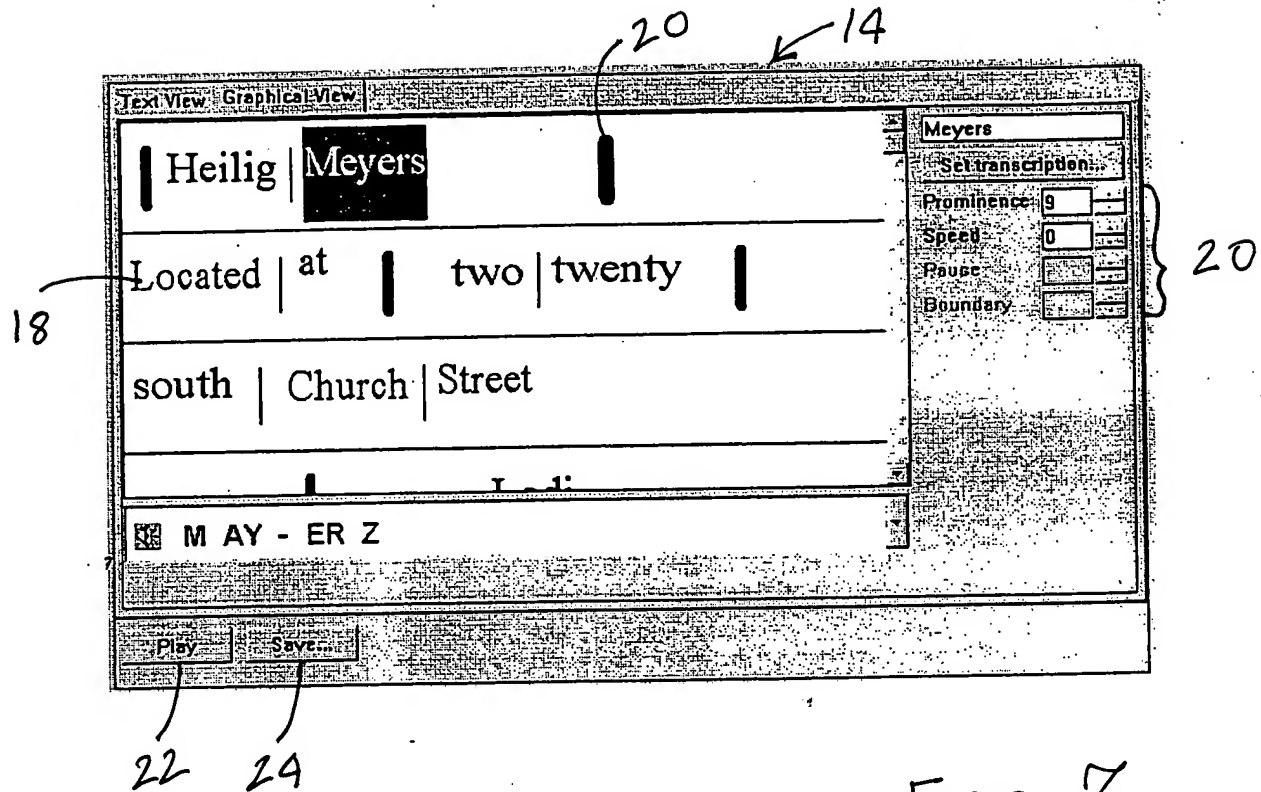 20 14
Text View Graphical View
Heilig Meyers
Meyers
Set transcription...
Prominence 9
Speed 0
Pause
Boundary
20
Located at two twenty
18
south Church Street
M AY - ER Z
Play Save...
22 24